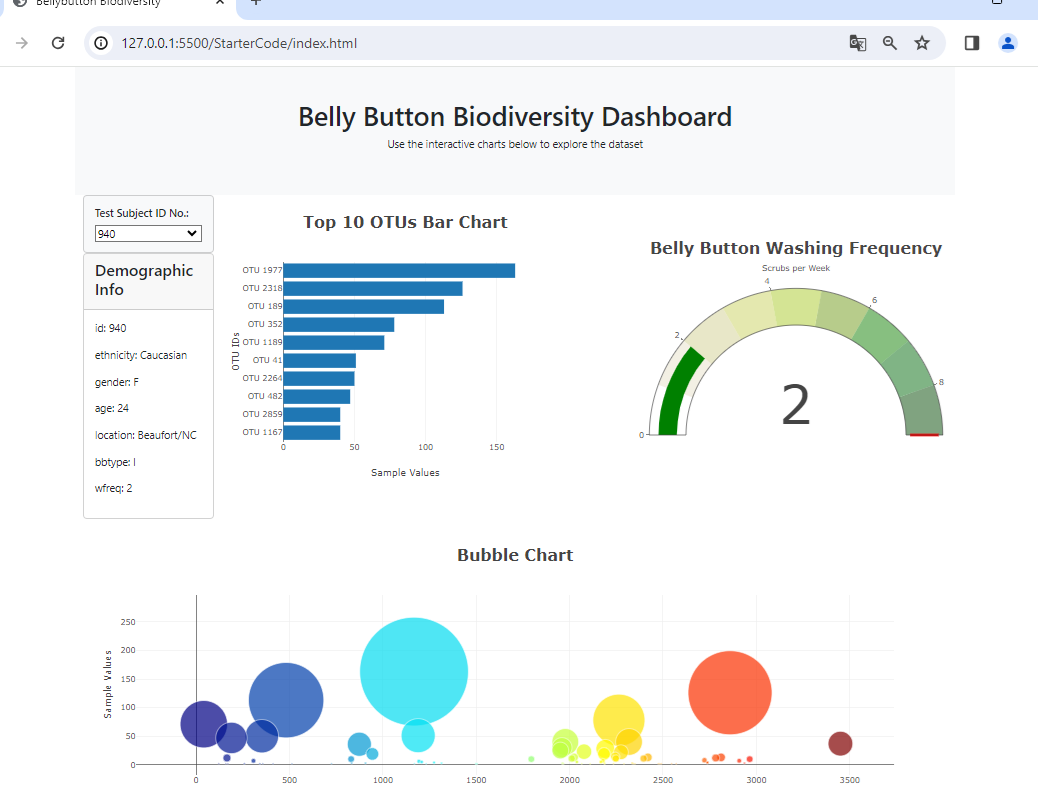 Bellybutton Biodiversity
127.0.0.1:5500/StarterCode/index.html
Belly Button Biodiversity Dashboard
Use the interactive charts below to explore the dataset
Test Subject ID No.:
940
Demographic
Info
id: 940
ethnicity: Caucasian
gender: F
age: 24
location: Beaufort/NC
bbtype: I
wfreq: 2
Top 10 OTUs Bar Chart
OTU IDs
OTU 1977
OTU 2318
OTU 189
OTU 352
OTU 1189
OTU 41
OTU 2264
OTU 482
OTU 2859
OTU 1167
0 50 100 150
Sample Values
Belly Button Washing Frequency
Scrubs per Week
0
2
4
6
8
2
Bubble Chart
Sample Values
250
200
150
100
50
0
0 500 1000 1500 2000 2500 3000 3500